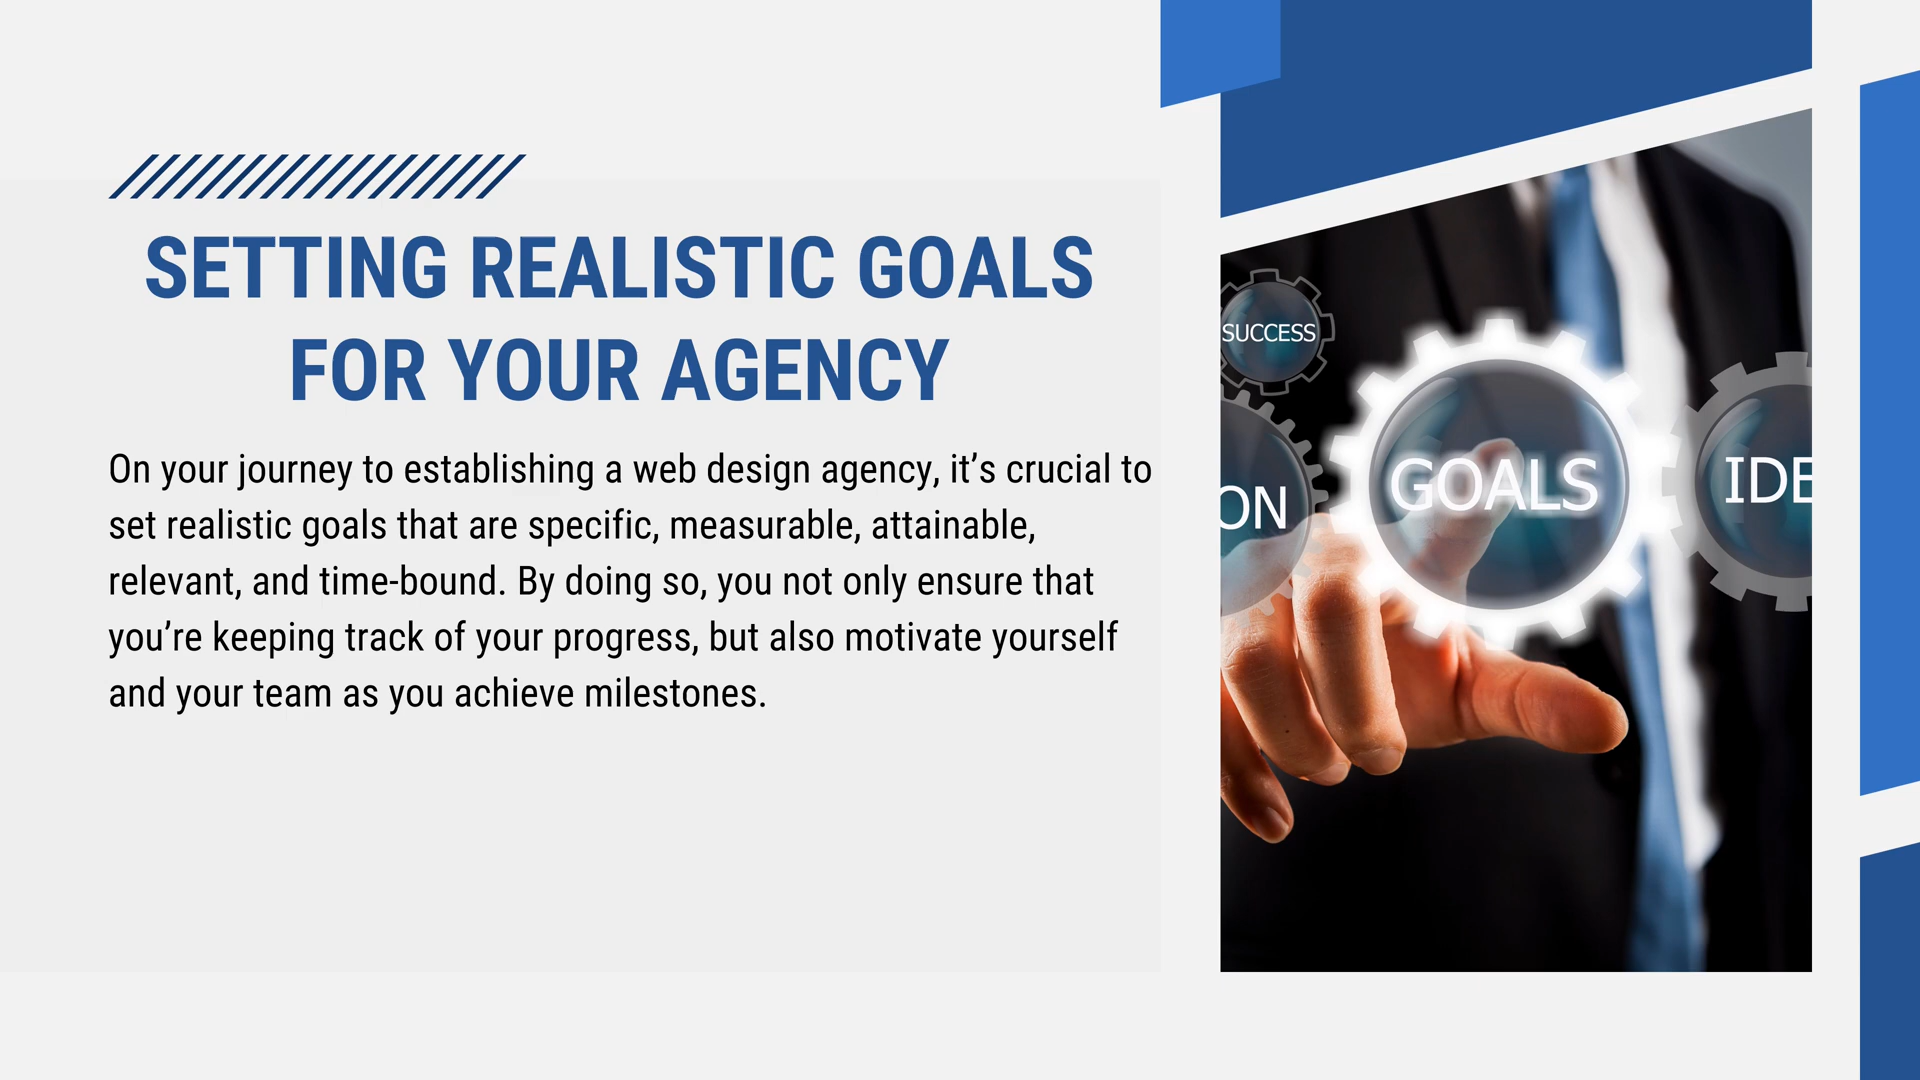 SETTING REALISTIC GOALS
FOR YOUR AGENCY
On your journey to establishing a web design agency, it’s crucial to
set realistic goals that are specific, measurable, attainable,
relevant, and time-bound. By doing so, you not only ensure that
you’re keeping track of your progress, but also motivate yourself
and your team as you achieve milestones.
SUCCESS
ON
GOALS
IDE